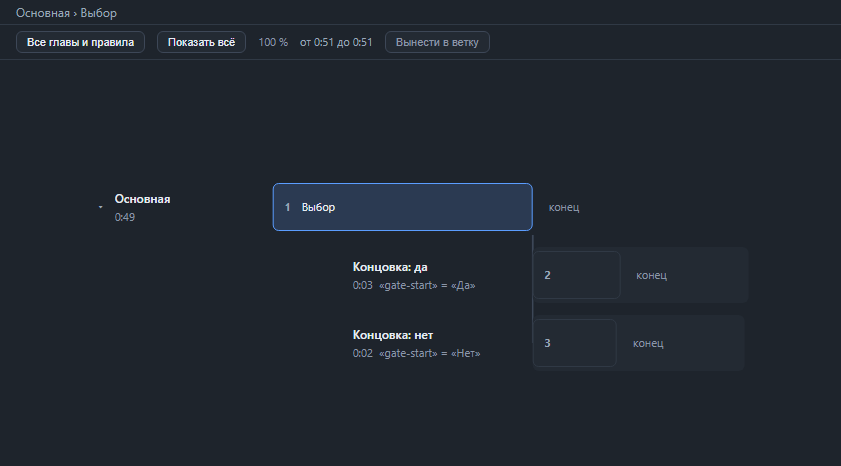 Основная › Выбор
Все главы и правила Показать всё 100 % от 0:51 до 0:51 Вынести в ветку
Основная
0:49
1 Выбор конец
Концовка: да
0:03 «gate-start» = «Да»
2 конец
Концовка: нет
0:02 «gate-start» = «Нет»
3 конец